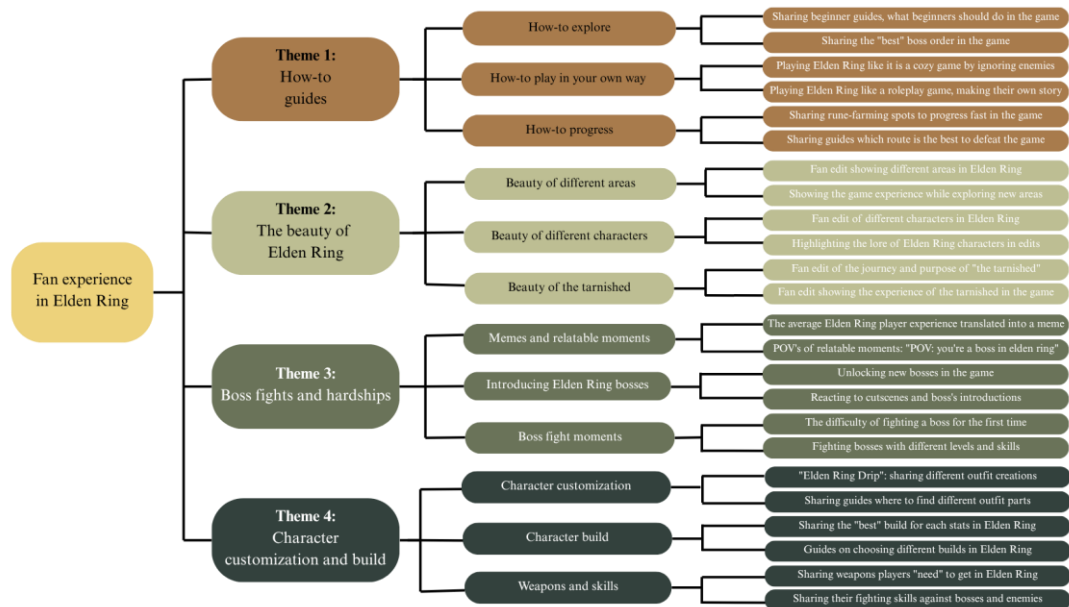 Fan experience
in Elden Ring
Theme 1:
How-to
guides
How-to explore
Sharing beginner guides, what beginners should do in the game
Sharing the "best" boss order in the game
How-to play in your own way
Playing Elden Ring like it is a cozy game by ignoring enemies
Playing Elden Ring like a roleplay game, making their own story
How-to progress
Sharing rune-farming spots to progress fast in the game
Sharing guides which route is the best to defeat the game
Theme 2:
The beauty of
Elden Ring
Beauty of different areas
Fan edit showing different areas in Elden Ring
Showing the game experience while exploring new areas
Beauty of different characters
Fan edit of different characters in Elden Ring
Highlighting the lore of Elden Ring characters in edits
Beauty of the tarnished
Fan edit of the journey and purpose of "the tarnished"
Fan edit showing the experience of the tarnished in the game
Theme 3:
Boss fights and hardships
Memes and relatable moments
The average Elden Ring player experience translated into a meme
POV's of relatable moments: "POV: you're a boss in elden ring"
Introducing Elden Ring bosses
Unlocking new bosses in the game
Reacting to cutscenes and boss's introductions
Boss fight moments
The difficulty of fighting a boss for the first time
Fighting bosses with different levels and skills
Theme 4:
Character
customization and build
Character customization
"Elden Ring Drip": sharing different outfit creations
Sharing guides where to find different outfit parts
Character build
Sharing the "best" build for each stats in Elden Ring
Guides on choosing different builds in Elden Ring
Weapons and skills
Sharing weapons players "need" to get in Elden Ring
Sharing their fighting skills against bosses and enemies